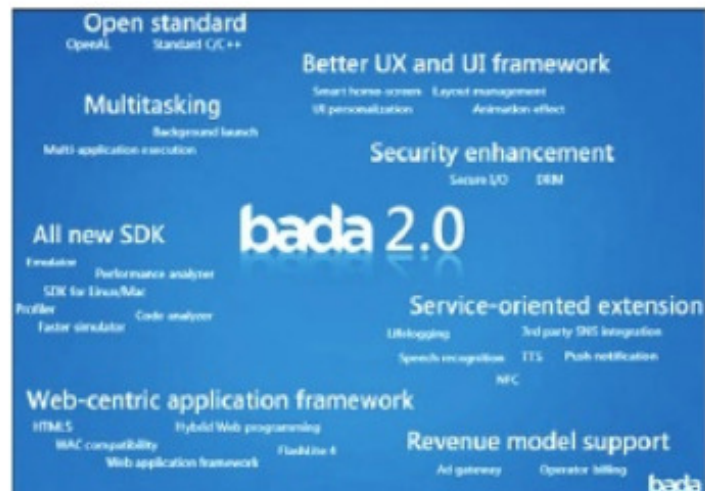 Open standard
OpenAL Standard C/C++
Better UX and UI framework
Smart home-screen Layout management
UI personalization Animation effect
Multitasking
Background launch
Multi-application execution
Security enhancement
Secure I/O DRM
bada 2.0
All new SDK
Emulator
Performance analyzer
SDK for Linux/Mac
Profiler
Code analyzer
Faster simulator
Service-oriented extension
Lifelogging 3rd party SNS integration
Speech recognition TTS Push notification
NFC
Web-centric application framework
HTML5 Hybrid Web programming
WAC compatibility FlashLite 4
Web application framework
Revenue model support
Ad gateway Operator billing
bada